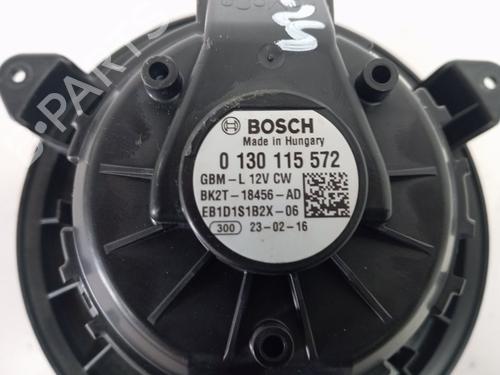 BOSCH
Made in Hungary
0 130 115 572
GBM-L 12V CW
BK2T-18456-AD
EB1D1S1B2X-06
300 23-02-16